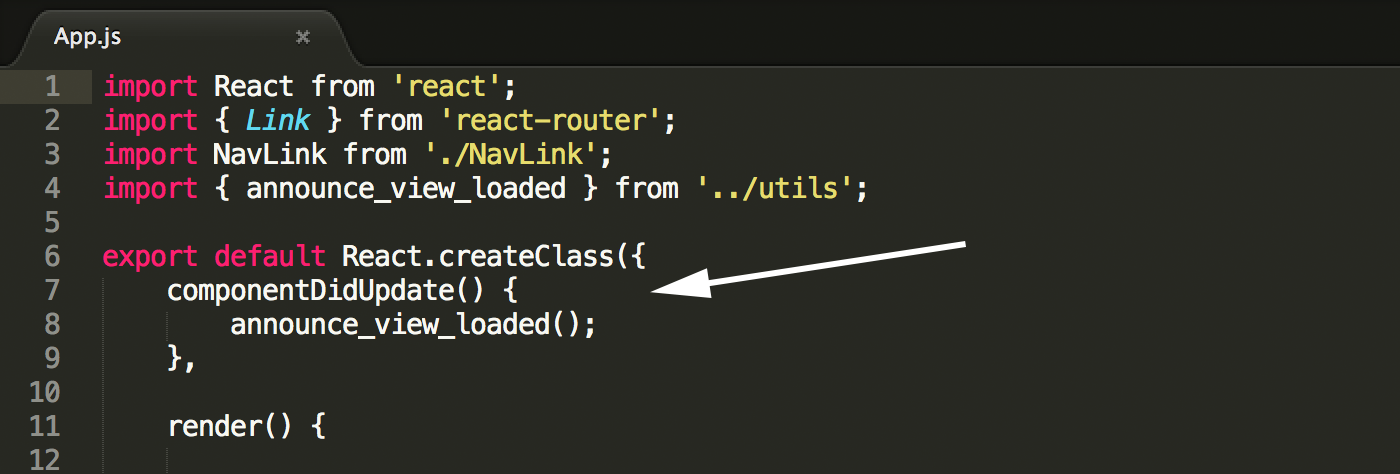 App.js ×
1 import React from 'react';
2 import { Link } from 'react-router';
3 import NavLink from './NavLink';
4 import { announce_view_loaded } from '../utils';
5
6 export default React.createClass({
7     componentDidUpdate() {
8         announce_view_loaded();
9     },
10
11     render() {
12